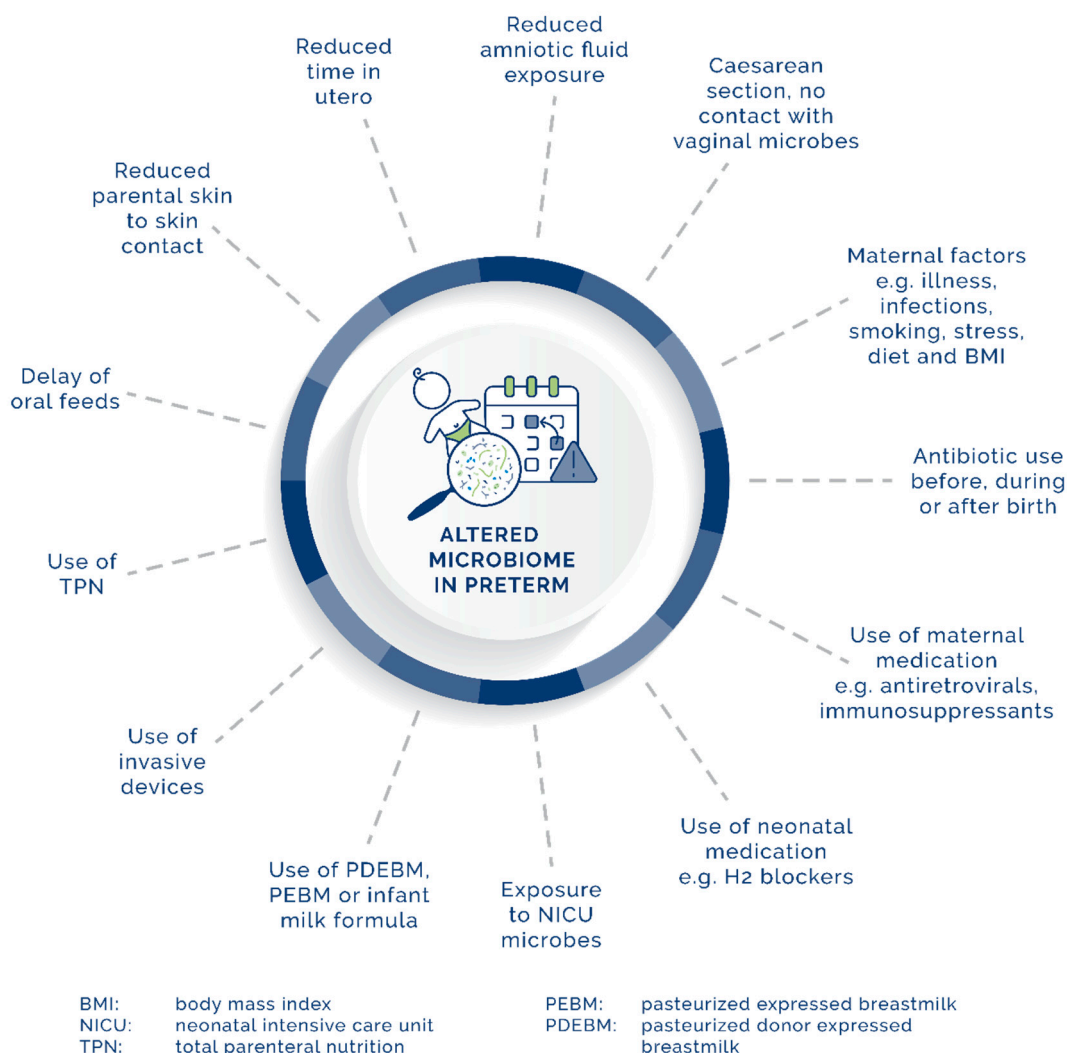 Reduced
time in
utero
Reduced
amniotic fluid
exposure
Caesarean
section, no
contact with
vaginal microbes
Maternal factors
e.g. illness,
infections,
smoking, stress,
diet and BMI
Antibiotic use
before, during
or after birth
Use of maternal
medication
e.g. antiretrovirals,
immunosuppressants
Use of neonatal
medication
e.g. H2 blockers
Exposure
to NICU
microbes
Use of PDEBM,
PEBM or infant
milk formula
Use of
invasive
devices
Use of
TPN
Delay of
oral feeds
Reduced
parental skin
to skin
contact
ALTERED
MICROBIOME
IN PRETERM
BMI: body mass index
NICU: neonatal intensive care unit
TPN: total parenteral nutrition
PEBM: pasteurized expressed breastmilk
PDEBM: pasteurized donor expressed
breastmilk